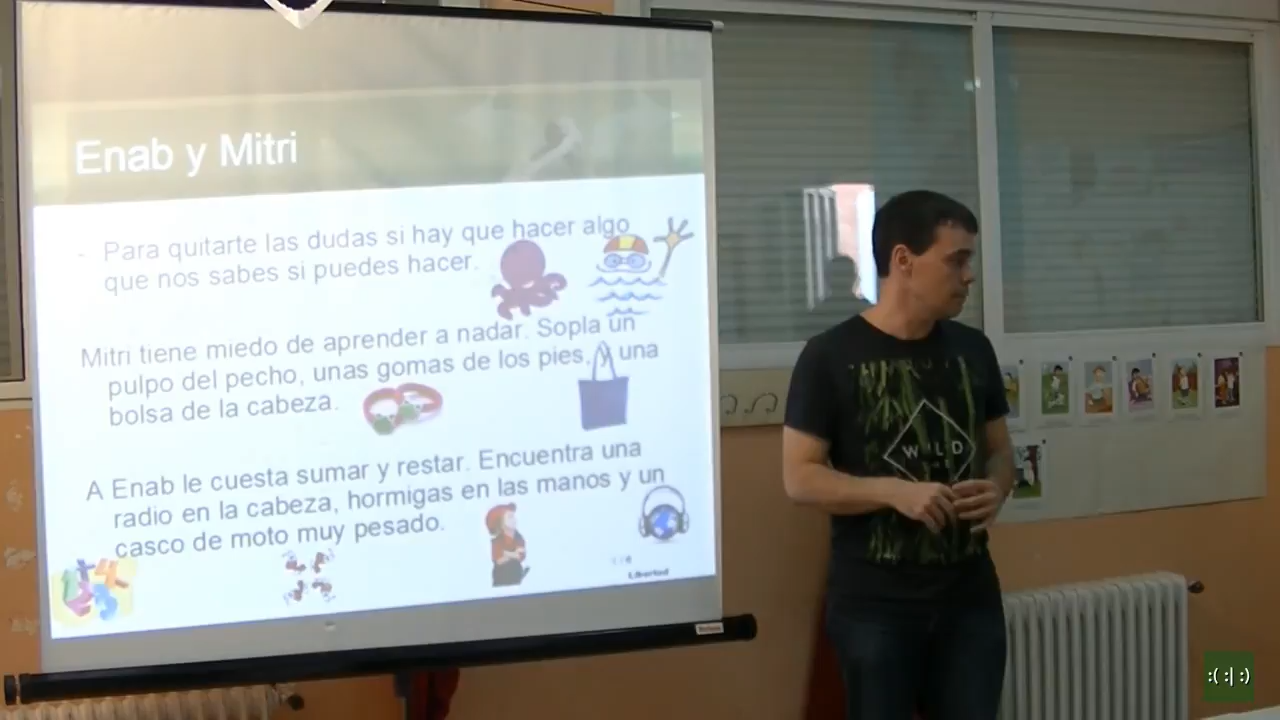 Enab y Mitri
- Para quitarte las dudas si hay que hacer algo
que nos sabes si puedes hacer.
Mitri tiene miedo de aprender a nadar. Sopla un
pulpo del pecho, unas gomas de los pies, y una
bolsa de la cabeza.
A Enab le cuesta sumar y restar. Encuentra una
radio en la cabeza, hormigas en las manos y un
casco de moto muy pesado.
Libertad
WILD
:( :| :)